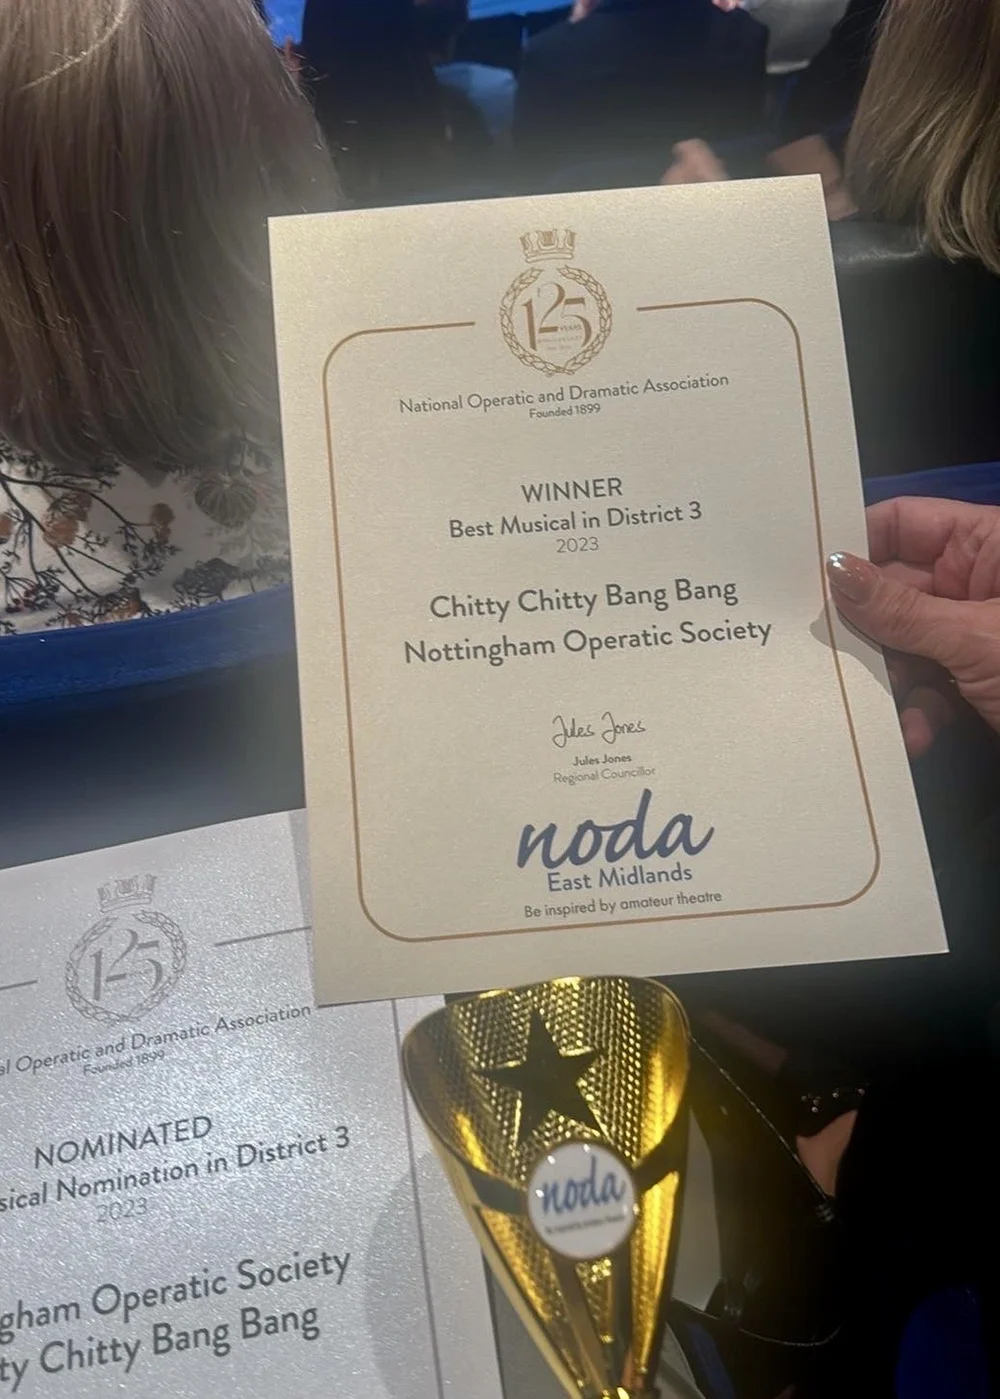 125
YEARS
National Operatic and Dramatic Association
Founded 1899
WINNER
Best Musical in District 3
2023
Chitty Chitty Bang Bang
Nottingham Operatic Society
Jules Jones
Jules Jones
Regional Councillor
noda
East Midlands
Be inspired by amateur theatre
125
al Operatic and Dramatic Association
Founded 1899
NOMINATED
sical Nomination in District 3
2023
gham Operatic Society
ty Chitty Bang Bang
noda